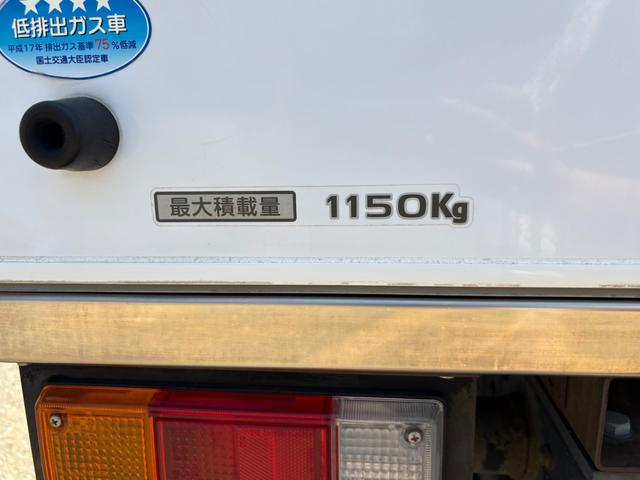 ★★★★
低排出ガス車
平成17年 排出ガス基準 75%低減
国土交通大臣認定車
最大積載量 1150Kg